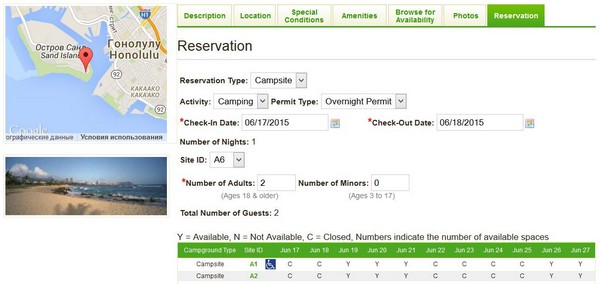 Description
Location
Special Conditions
Amenities
Browse for Availability
Photos
Reservation
Остров Санд
Sand Island
Гонолулу
Honolulu
92
92
KAKAAKO
КАКААКО
Google
ографические данные
Условия использования
Reservation
Reservation Type: Campsite
Activity: Camping Permit Type: Overnight Permit
*Check-In Date: 06/17/2015 *Check-Out Date: 06/18/2015
Number of Nights: 1
Site ID: A6
*Number of Adults: 2 Number of Minors: 0
(Ages 18 & older) (Ages 3 to 17)
Total Number of Guests: 2
Y = Available, N = Not Available, C = Closed, Numbers indicate the number of available spaces
Campground Type Site ID Jun 17 Jun 18 Jun 19 Jun 20 Jun 21 Jun 22 Jun 23 Jun 24 Jun 25 Jun 26 Jun 27
Campsite A1 C C Y Y Y C C C C Y Y
Campsite A2 C C Y Y Y C C C C Y Y